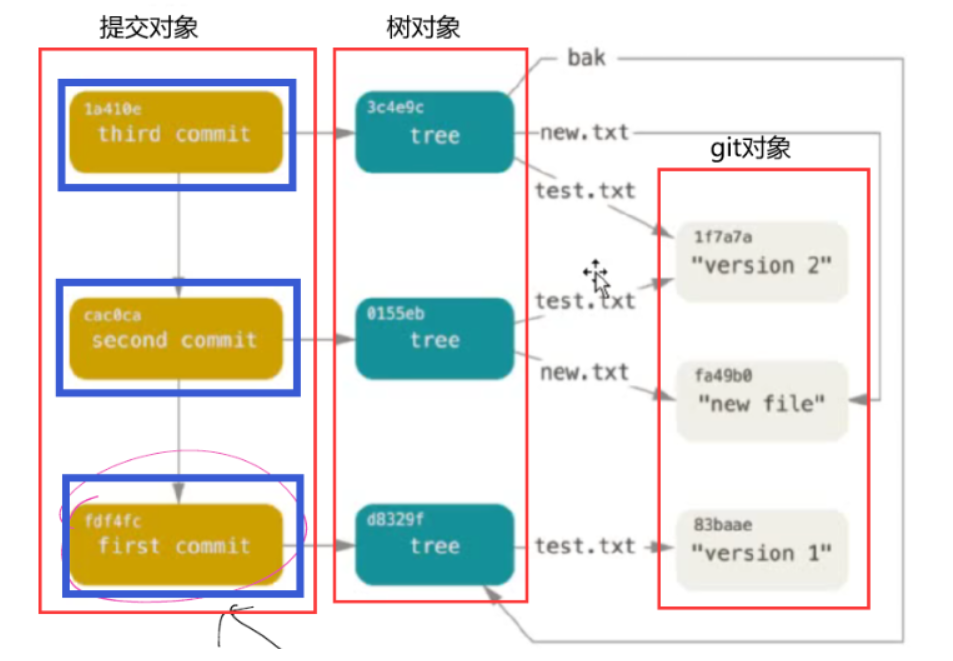 提交对象
树对象
bak
1a410e
third commit
3c4e9c
tree
new.txt
git对象
test.txt
1f7a7a
"version 2"
cac0ca
second commit
0155eb
tree
test.txt
new.txt
fa49b0
"new file"
fdf4fc
first commit
d8329f
tree
test.txt
83baae
"version 1"